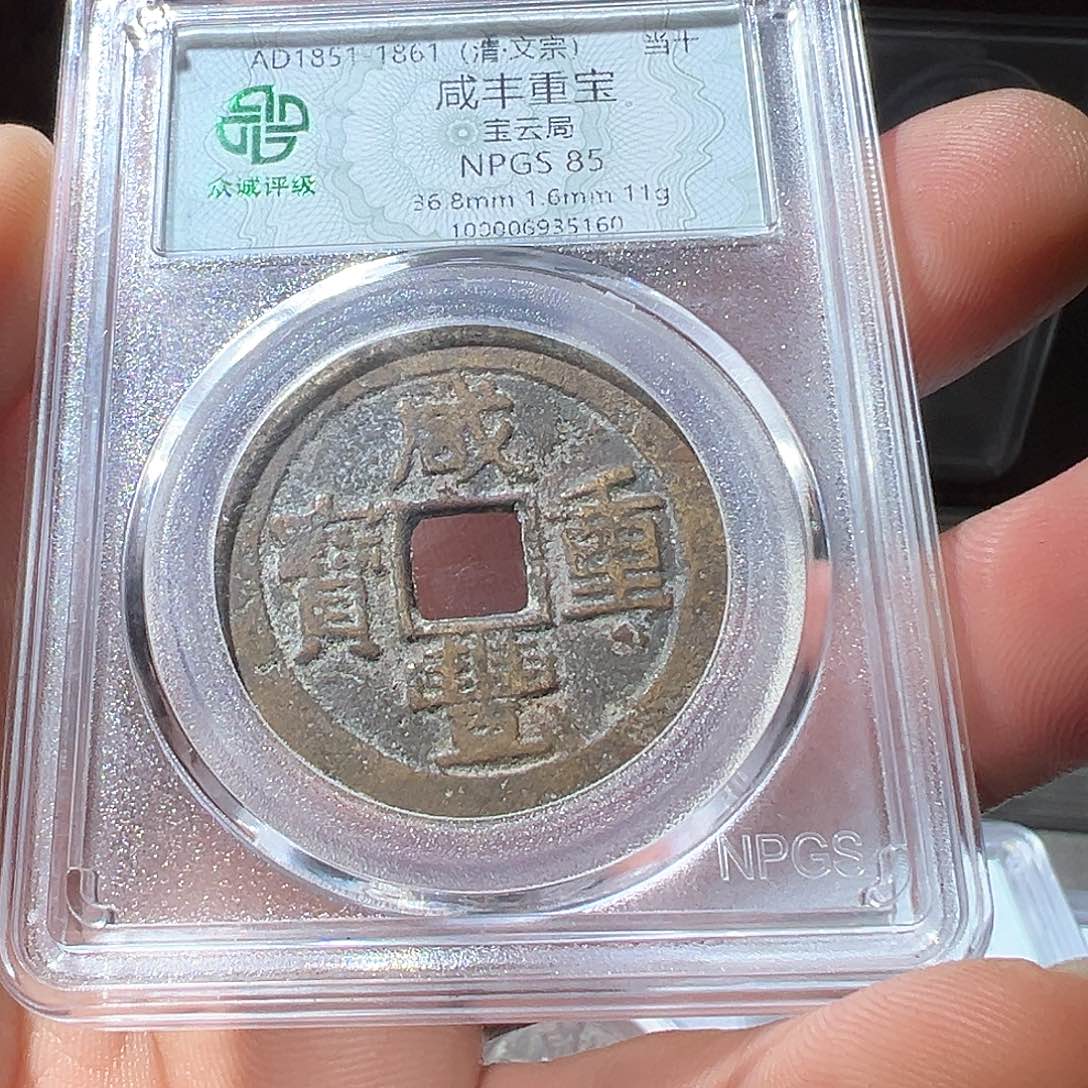 AD1851-1861（清·文宗） 当十
咸丰重宝
宝云局
NPGS 85
36.8mm 1.6mm 11g
100006935160
众诚评级
咸
重
寳
豐
NPGS